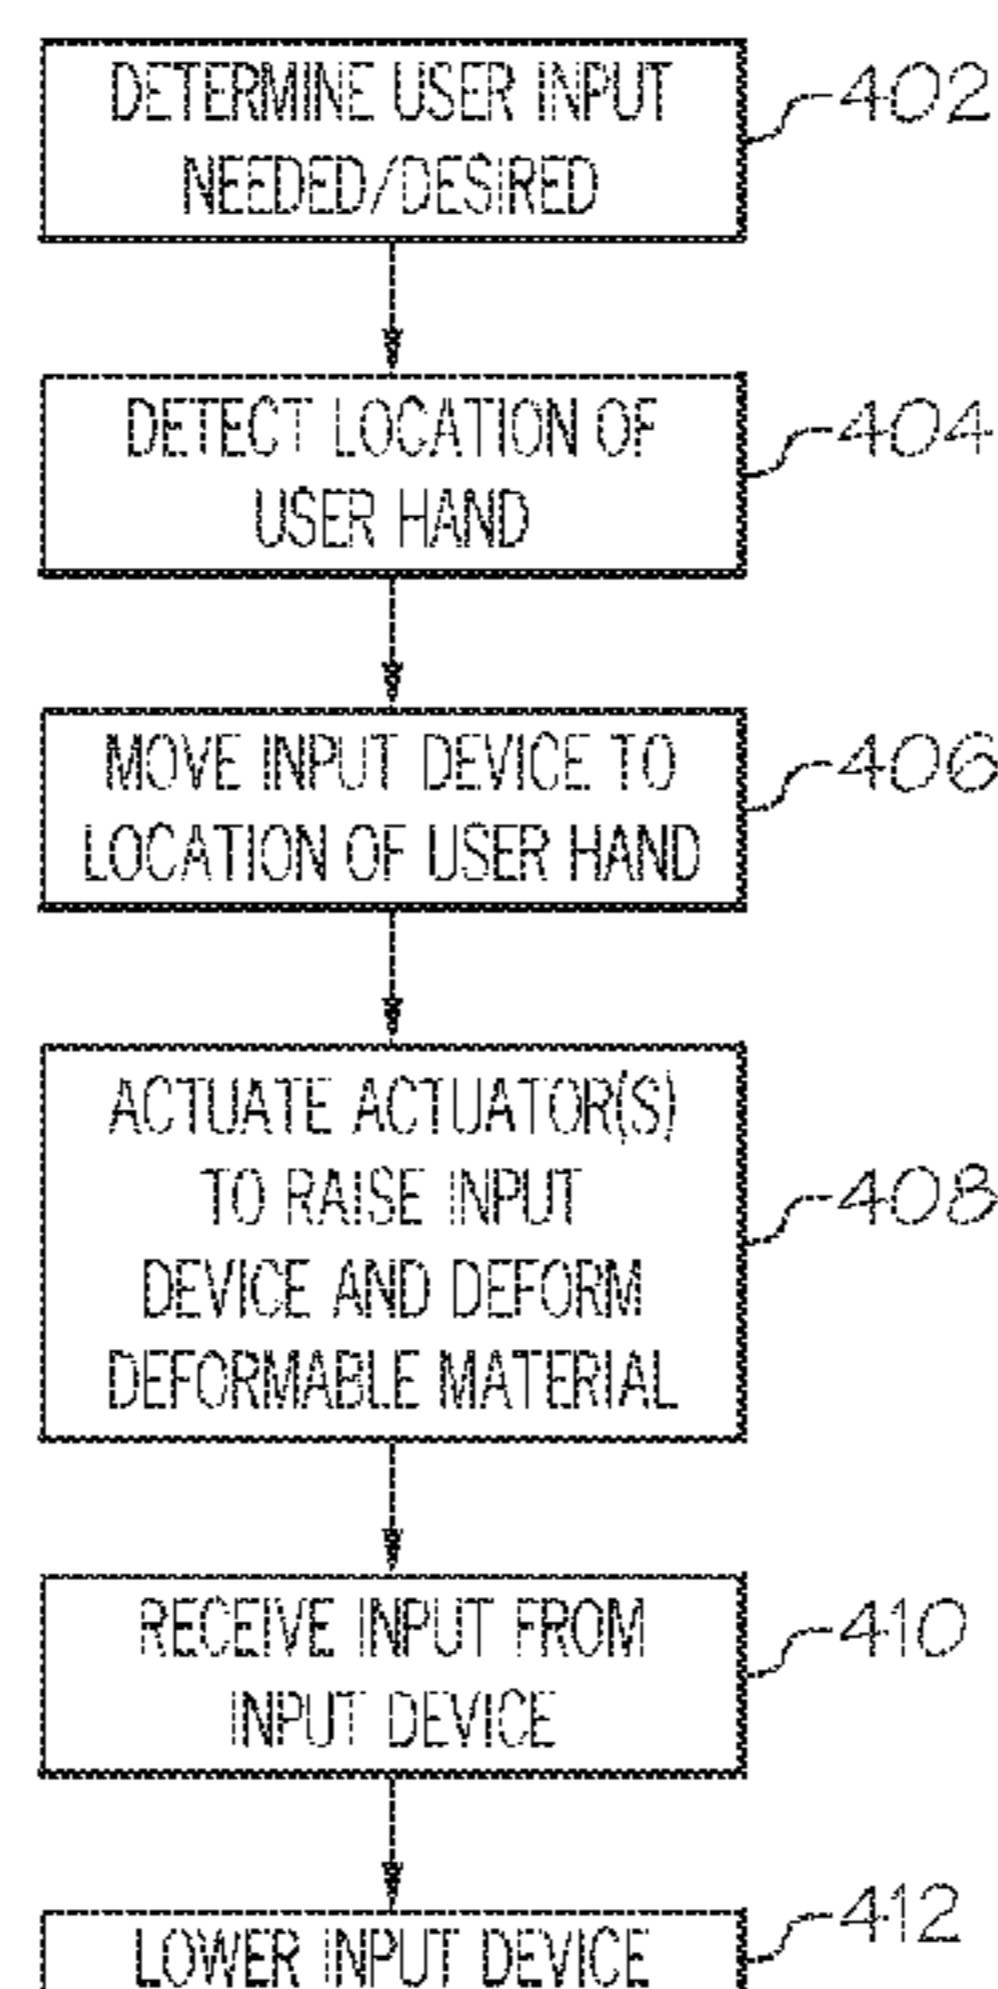 DETERMINE USER INPUT
NEEDED/DESIRED
402
DETECT LOCATION OF
USER HAND
404
MOVE INPUT DEVICE TO
LOCATION OF USER HAND
406
ACTUATE ACTUATOR(S)
TO RAISE INPUT
DEVICE AND DEFORM
DEFORMABLE MATERIAL
408
RECEIVE INPUT FROM
INPUT DEVICE
410
LOWER INPUT DEVICE
412